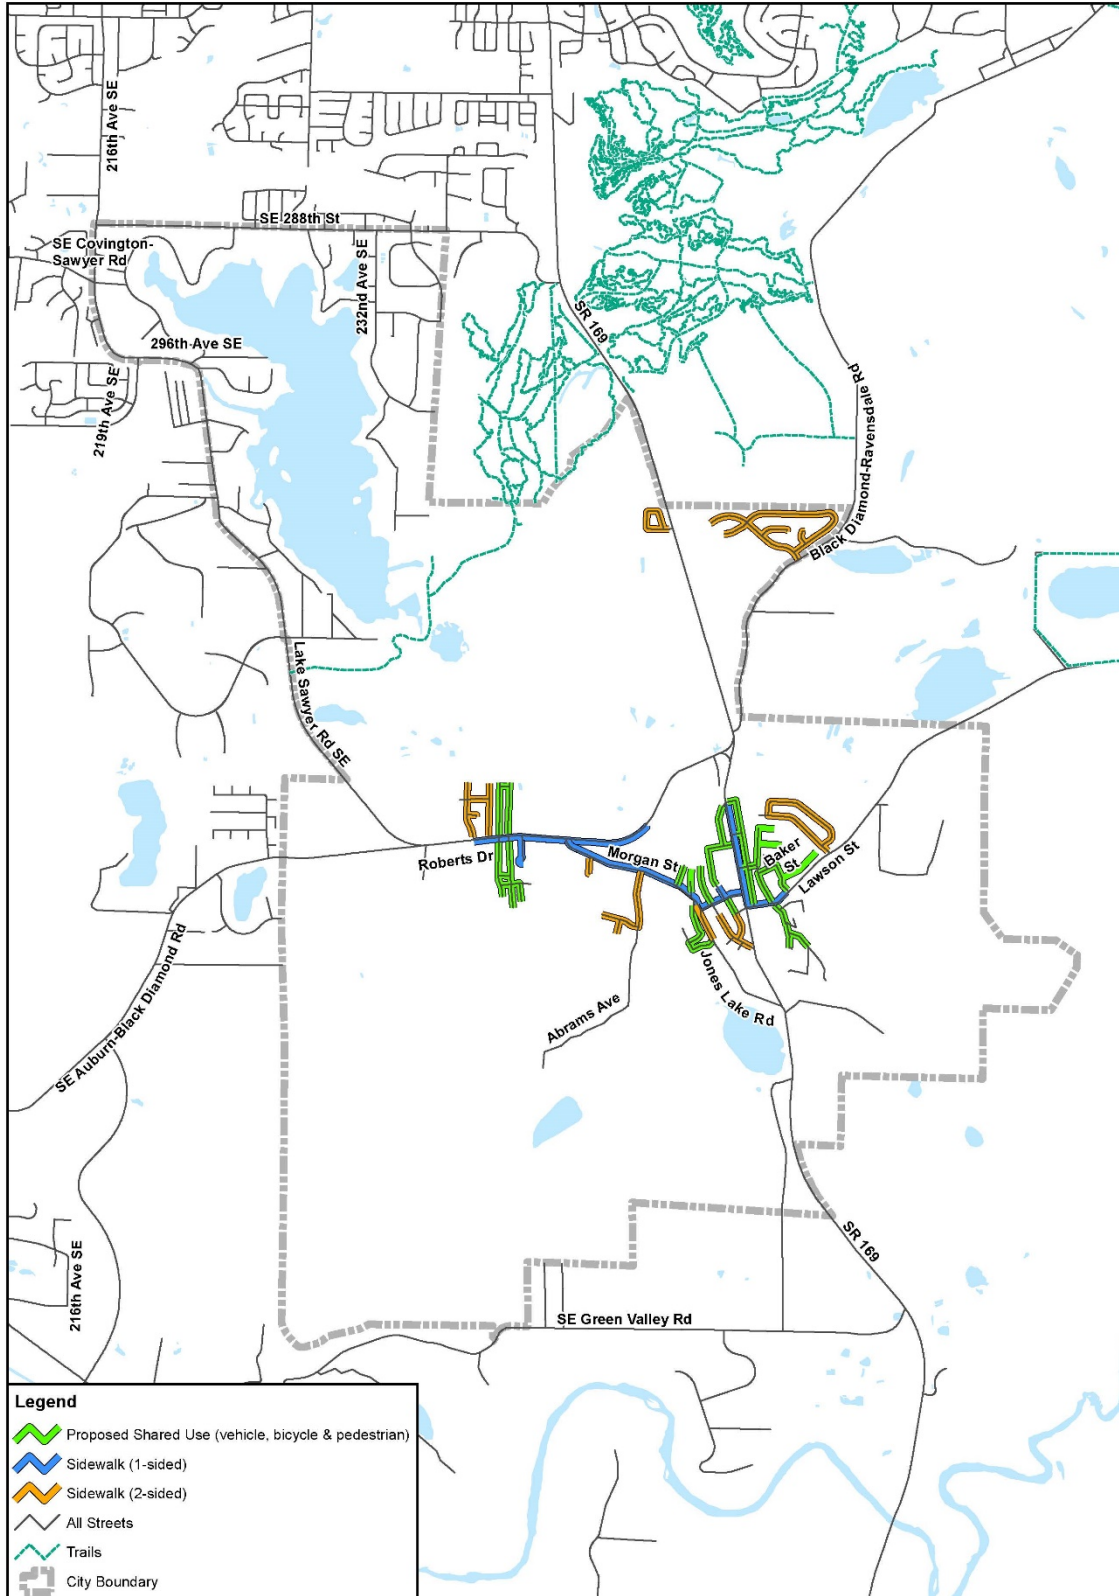 216th Ave SE
SE 288th St
SE Covington-
Sawyer Rd
232nd Ave SE
SR 169
296th Ave SE
219th Ave SE
Black Diamond-Ravensdale Rd
Lake Sawyer Rd SE
Roberts Dr
Morgan St
Baker
St
Lawson St
Jones Lake Rd
Abrams Ave
SE Auburn-Black Diamond Rd
SR 169
216th Ave SE
SE Green Valley Rd
Legend
Proposed Shared Use (vehicle, bicycle & pedestrian)
Sidewalk (1-sided)
Sidewalk (2-sided)
All Streets
Trails
City Boundary